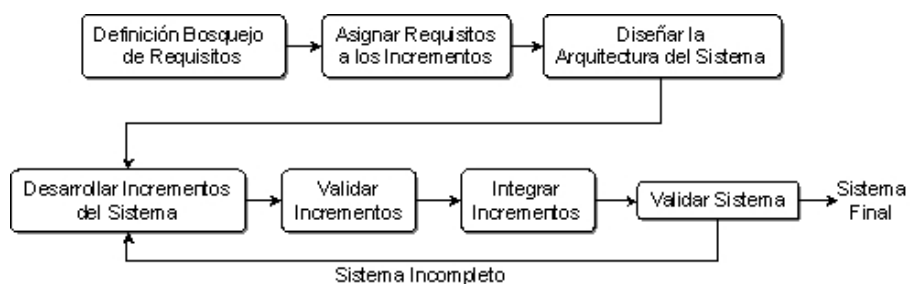 Definición Bosquejo
de Requisitos
Asignar Requisitos
a los Incrementos
Diseñar la
Arquitectura del Sistema
Desarrollar Incrementos
del Sistema
Validar
Incrementos
Integrar
Incrementos
Validar Sistema
Sistema
Final
Sistema Incompleto